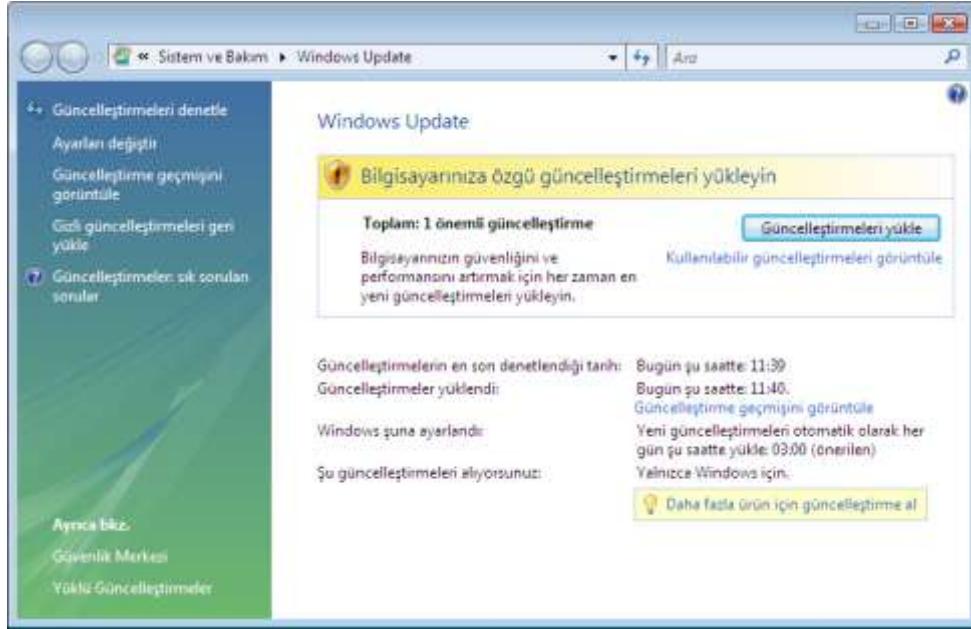 « Sistem ve Bakım ▸ Windows Update
Ara
Güncelleştirmeleri denetle
Ayarları değiştir
Güncelleştirme geçmişini
görüntüle
Gizli güncelleştirmeleri geri
yükle
Güncelleştirmeler: sık sorulan
sorular
Ayrıca bkz.
Güvenlik Merkezi
Yüklü Güncelleştirmeler
Windows Update
Bilgisayarınıza özgü güncelleştirmeleri yükleyin
Toplam: 1 önemli güncelleştirme
Güncelleştirmeleri yükle
Bilgisayarınızın güvenliğini ve
performansını artırmak için her zaman en
yeni güncelleştirmeleri yükleyin.
Kullanılabilir güncelleştirmeleri görüntüle
Güncelleştirmelerin en son denetlendiği tarih: Bugün şu saatte: 11:39
Güncelleştirmeler yüklendi: Bugün şu saatte: 11:40.
Güncelleştirme geçmişini görüntüle
Windows şuna ayarlandı: Yeni güncelleştirmeleri otomatik olarak her
gün şu saatte yükle: 03:00 (önerilen)
Şu güncelleştirmeleri alıyorsunuz: Yalnızca Windows için.
Daha fazla ürün için güncelleştirme al